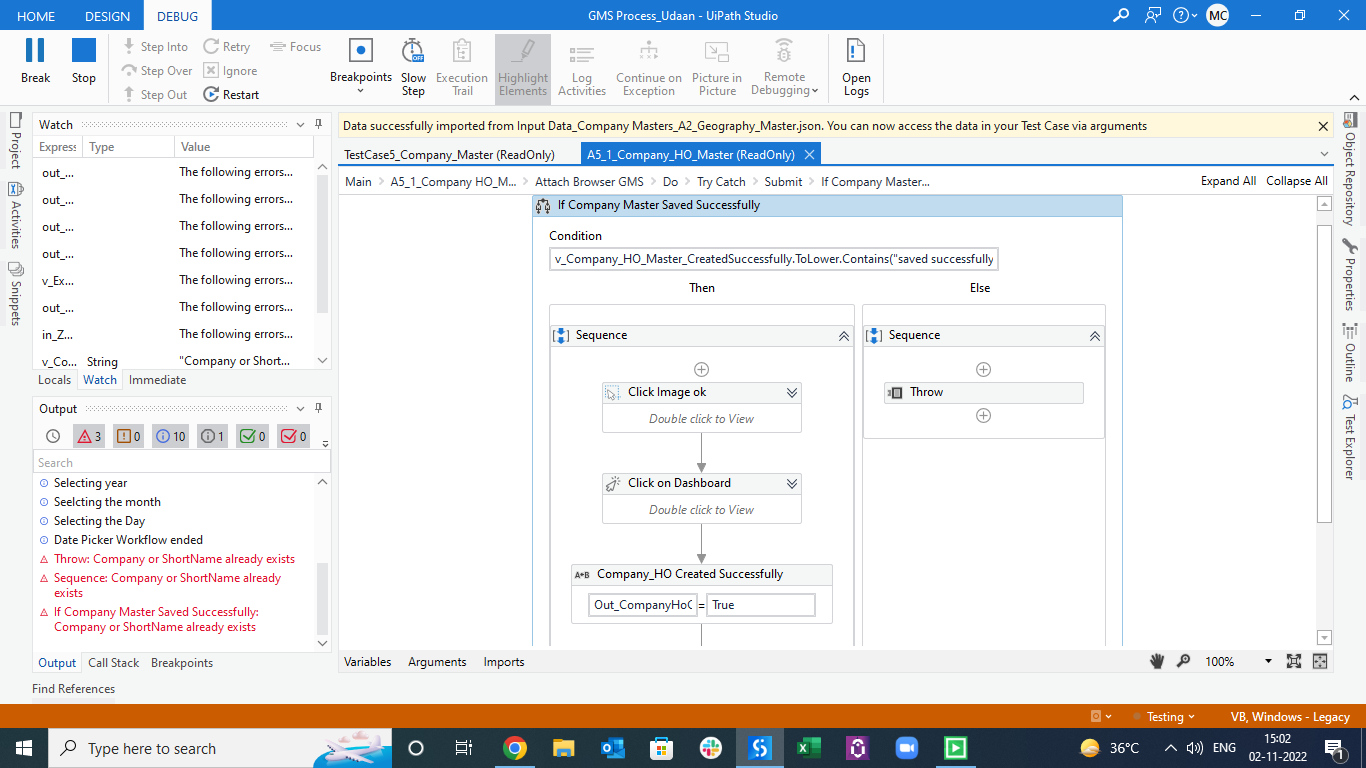 HOME DESIGN DEBUG GMS Process_Udaan - UiPath Studio MC
Break
Stop
Step Into
Step Over
Step Out
Retry
Ignore
Restart
Focus
Breakpoints
Slow
Step
OFF
Execution
Trail
Highlight
Elements
Log
Activities
Continue on
Exception
Picture in
Picture
Remote
Debugging
Open
Logs
Project
Activities
Snippets
Watch
Express Type Value
out_... The following errors...
out_... The following errors...
out_... The following errors...
out_... The following errors...
v_Ex... The following errors...
out_... The following errors...
in_Z... The following errors...
v_Co... String "Company or Short...
Locals Watch Immediate
Output
3 0 10 1 0 0
Search
Selecting year
Seelcting the month
Selecting the Day
Date Picker Workflow ended
Throw: Company or ShortName already exists
Sequence: Company or ShortName already
exists
If Company Master Saved Successfully:
Company or ShortName already exists
Output Call Stack Breakpoints
Find References
Data successfully imported from Input Data_Company Masters_A2_Geography_Master.json. You can now access the data in your Test Case via arguments
TestCase5_Company_Master (ReadOnly) A5_1_Company_HO_Master (ReadOnly)
Main > A5_1_Company HO_M... > Attach Browser GMS > Do > Try Catch > Submit > If Company Master... Expand All Collapse All
If Company Master Saved Successfully
Condition
v_Company_HO_Master_CreatedSuccessfully.ToLower.Contains("saved successfully
Then Else
Sequence
Click Image ok
Double click to View
Click on Dashboard
Double click to View
A+B Company_HO Created Successfully
Out_CompanyHoC = True
Sequence
Throw
Variables Arguments Imports 100%
Object Repository
Properties
Outline
Test Explorer
Testing VB, Windows - Legacy
Type here to search
36°C ENG 15:02
02-11-2022
1